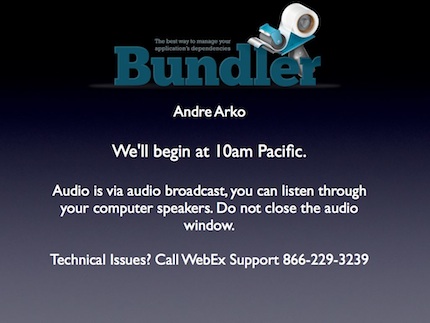 The best way to manage your
application's dependencies
Bundler
Andre Arko
We'll begin at 10am Pacific.
Audio is via audio broadcast, you can listen through
your computer speakers. Do not close the audio
window.
Technical Issues? Call WebEx Support 866-229-3239